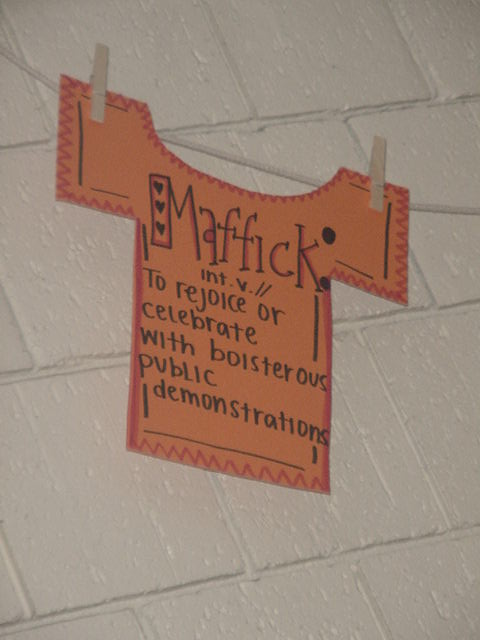 Maffick:
int. v.//
To rejoice or
celebrate
with boisterous
public
demonstrations